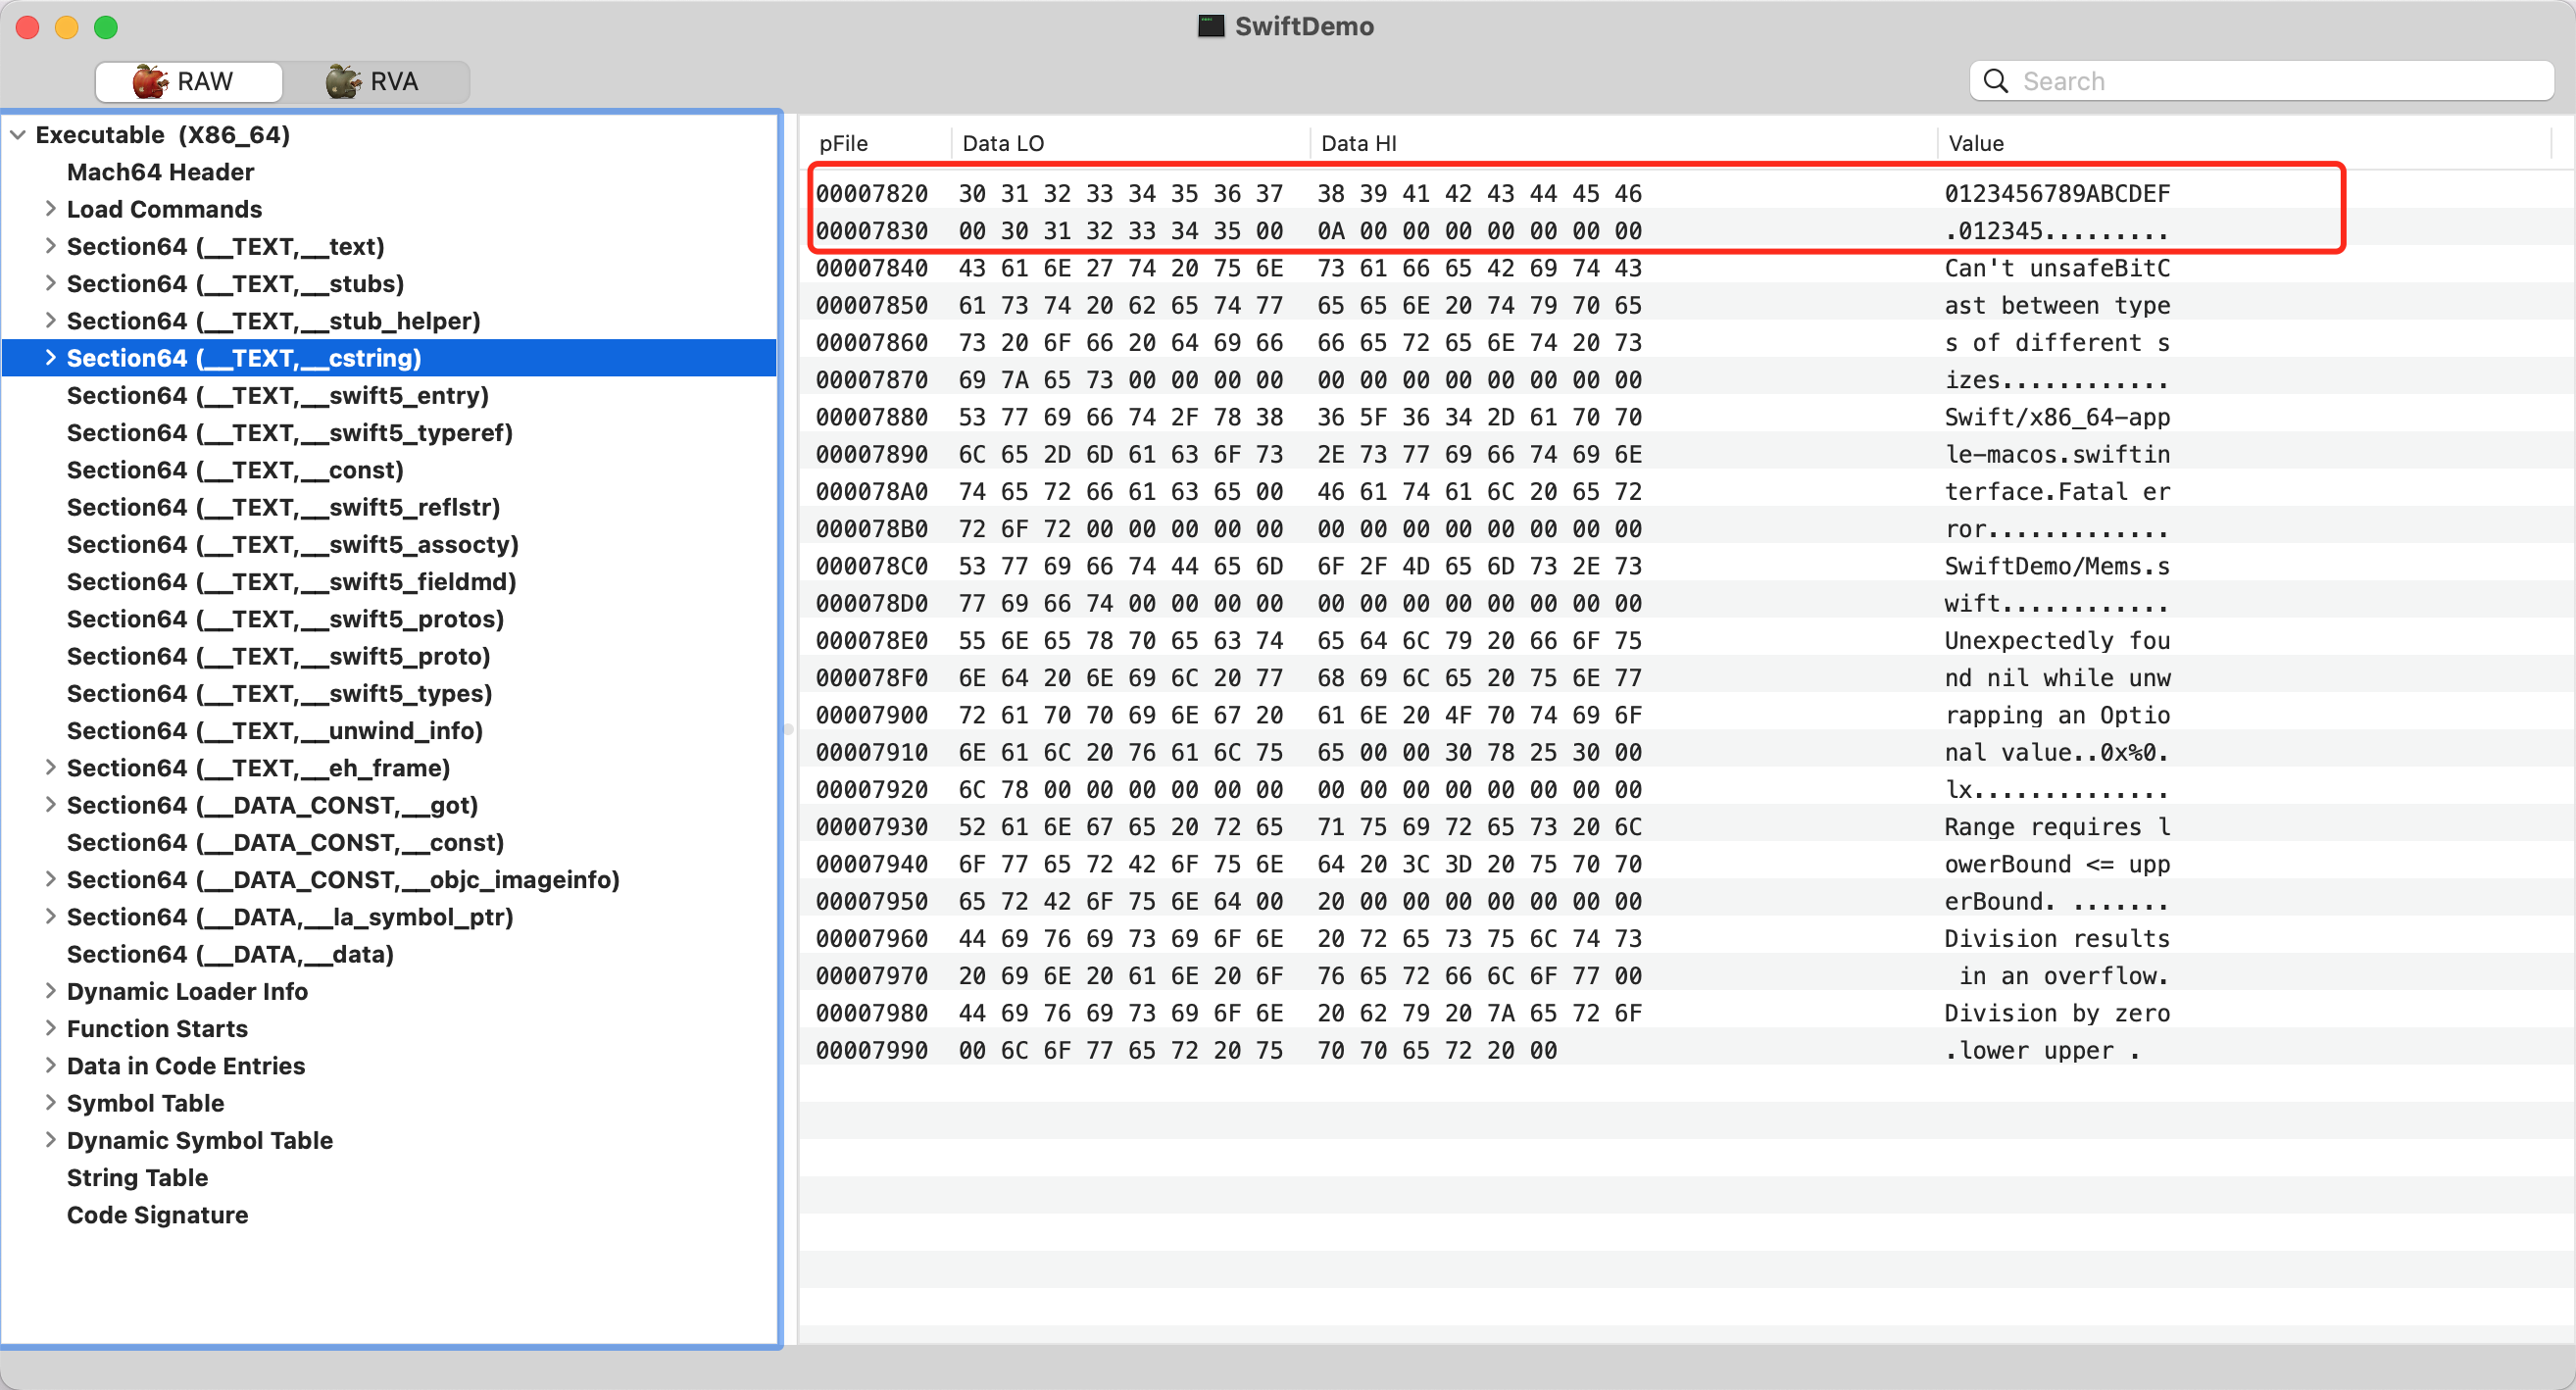 SwiftDemo
RAW RVA Search
Executable (X86_64)
Mach64 Header
Load Commands
Section64 (__TEXT,__text)
Section64 (__TEXT,__stubs)
Section64 (__TEXT,__stub_helper)
Section64 (__TEXT,__cstring)
Section64 (__TEXT,__swift5_entry)
Section64 (__TEXT,__swift5_typeref)
Section64 (__TEXT,__const)
Section64 (__TEXT,__swift5_reflstr)
Section64 (__TEXT,__swift5_assocty)
Section64 (__TEXT,__swift5_fieldmd)
Section64 (__TEXT,__swift5_protos)
Section64 (__TEXT,__swift5_proto)
Section64 (__TEXT,__swift5_types)
Section64 (__TEXT,__unwind_info)
Section64 (__TEXT,__eh_frame)
Section64 (__DATA_CONST,__got)
Section64 (__DATA_CONST,__const)
Section64 (__DATA_CONST,__objc_imageinfo)
Section64 (__DATA,__la_symbol_ptr)
Section64 (__DATA,__data)
Dynamic Loader Info
Function Starts
Data in Code Entries
Symbol Table
Dynamic Symbol Table
String Table
Code Signature
pFile Data LO Data HI Value
00007820 30 31 32 33 34 35 36 37 38 39 41 42 43 44 45 46 0123456789ABCDEF
00007830 00 30 31 32 33 34 35 00 0A 00 00 00 00 00 00 00 .012345.........
00007840 43 61 6E 27 74 20 75 6E 73 61 66 65 42 69 74 43 Can't unsafeBitC
00007850 61 73 74 20 62 65 74 77 65 65 6E 20 74 79 70 65 ast between type
00007860 73 20 6F 66 20 64 69 66 66 65 72 65 6E 74 20 73 s of different s
00007870 69 7A 65 73 00 00 00 00 00 00 00 00 00 00 00 00 izes............
00007880 53 77 69 66 74 2F 78 38 36 5F 36 34 2D 61 70 70 Swift/x86_64-app
00007890 6C 65 2D 6D 61 63 6F 73 2E 73 77 69 66 74 69 6E le-macos.swiftin
000078A0 74 65 72 66 61 63 65 00 46 61 74 61 6C 20 65 72 terface.Fatal er
000078B0 72 6F 72 00 00 00 00 00 00 00 00 00 00 00 00 00 ror.............
000078C0 53 77 69 66 74 44 65 6D 6F 2F 4D 65 6D 73 2E 73 SwiftDemo/Mems.s
000078D0 77 69 66 74 00 00 00 00 00 00 00 00 00 00 00 00 wift............
000078E0 55 6E 65 78 70 65 63 74 65 64 6C 79 20 66 6F 75 Unexpectedly fou
000078F0 6E 64 20 6E 69 6C 20 77 68 69 6C 65 20 75 6E 77 nd nil while unw
00007900 72 61 70 70 69 6E 67 20 61 6E 20 4F 70 74 69 6F rapping an Optio
00007910 6E 61 6C 20 76 61 6C 75 65 00 00 30 78 25 30 00 nal value..0x%0.
00007920 6C 78 00 00 00 00 00 00 00 00 00 00 00 00 00 00 lx..............
00007930 52 61 6E 67 65 20 72 65 71 75 69 72 65 73 20 6C Range requires l
00007940 6F 77 65 72 42 6F 75 6E 64 20 3C 3D 20 75 70 70 owerBound <= upp
00007950 65 72 42 6F 75 6E 64 00 20 00 00 00 00 00 00 00 erBound. .......
00007960 44 69 76 69 73 69 6F 6E 20 72 65 73 75 6C 74 73 Division results
00007970 20 69 6E 20 61 6E 20 6F 76 65 72 66 6C 6F 77 00 in an overflow.
00007980 44 69 76 69 73 69 6F 6E 20 62 79 20 7A 65 72 6F Division by zero
00007990 00 6C 6F 77 65 72 20 75 70 70 65 72 20 00 .lower upper .